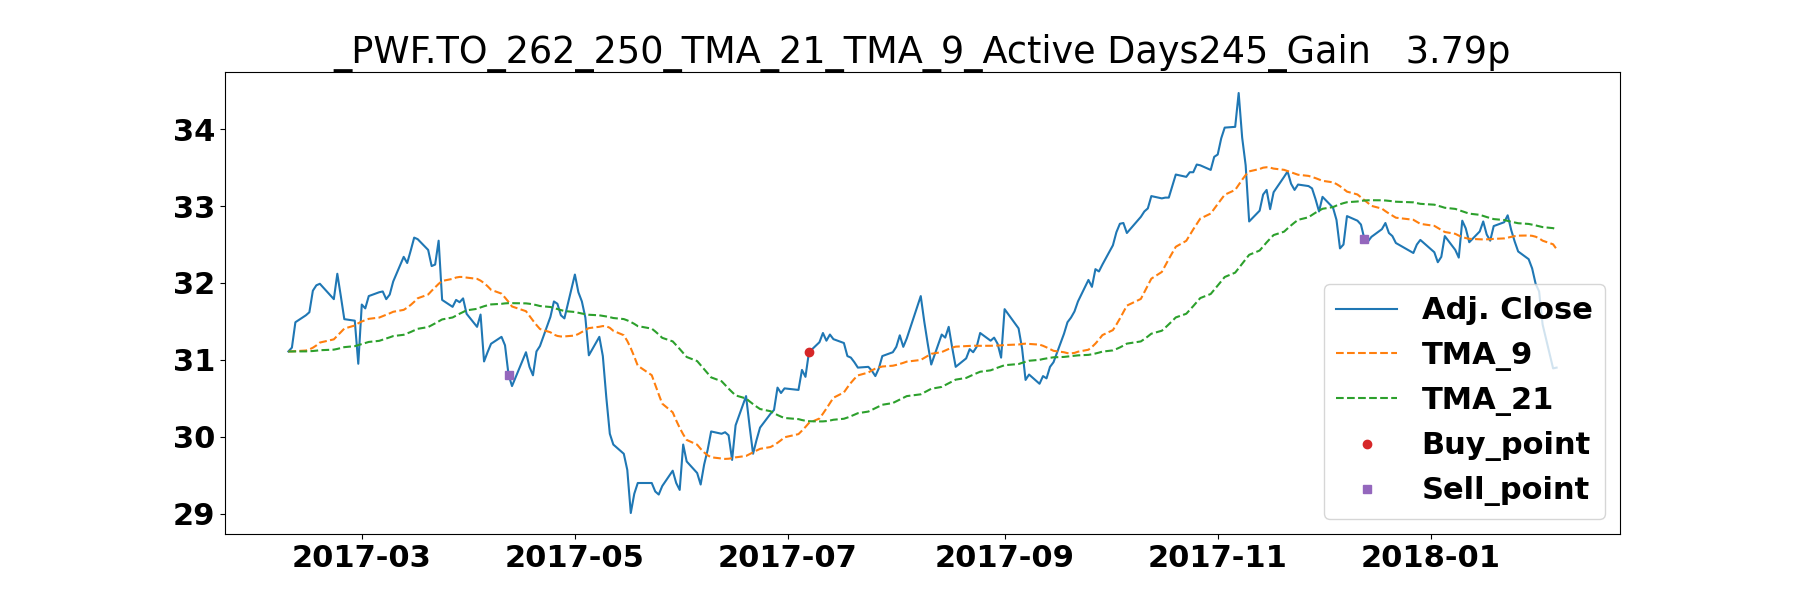 _PWF.TO_262_250_TMA_21_TMA_9_Active Days245_Gain   3.79p
34
33
32
31
30
29
2017-03 2017-05 2017-07 2017-09 2017-11 2018-01
Adj. Close
TMA_9
TMA_21
Buy_point
Sell_point